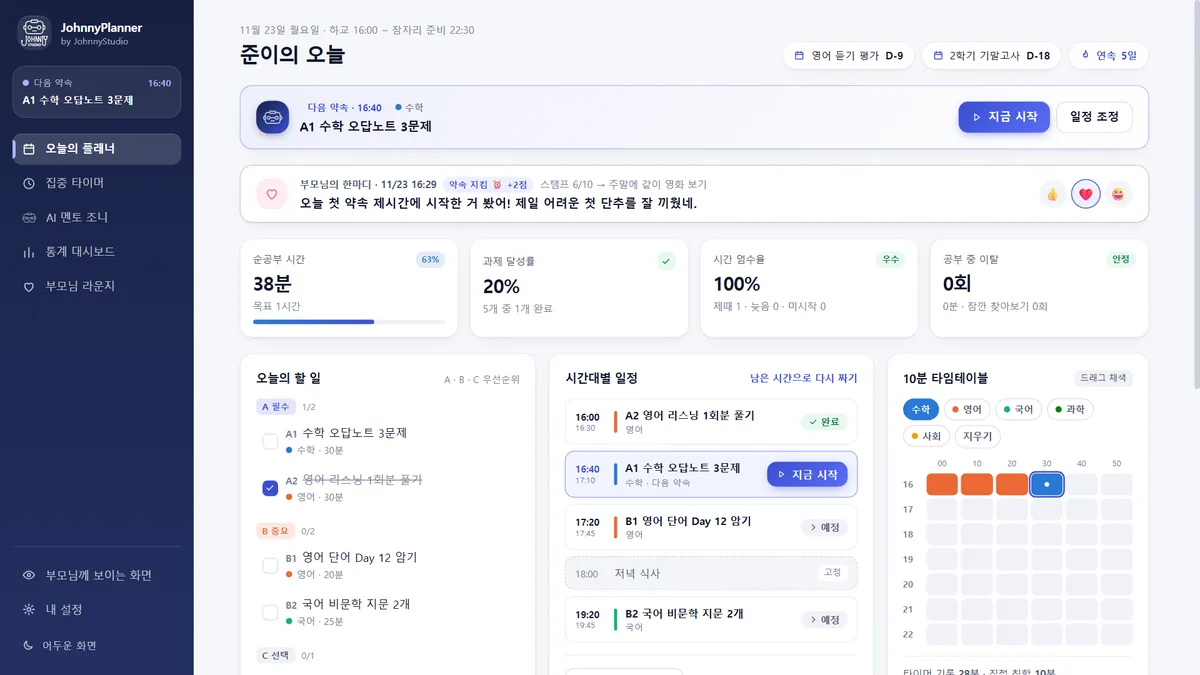 JOHNNY
STUDIO
JohnnyPlanner
by JohnnyStudio
다음 약속 16:40
A1 수학 오답노트 3문제
오늘의 플래너
집중 타이머
AI 멘토 조니
통계 대시보드
부모님 라운지
부모님께 보이는 화면
내 설정
어두운 화면
11월 23일 월요일 · 하교 16:00 ~ 잠자리 준비 22:30
준이의 오늘
영어 듣기 평가 D-9
2학기 기말고사 D-18
연속 5일
다음 약속 · 16:40 수학
A1 수학 오답노트 3문제
지금 시작
일정 조정
부모님의 한마디 · 11/23 16:29 약속 지킴 ⏰ +2점 스탬프 6/10 → 주말에 같이 영화 보기
오늘 첫 약속 제시간에 시작한 거 봤어! 제일 어려운 첫 단추를 잘 끼웠네.
순공부 시간 63%
38분
목표 1시간
과제 달성률
20%
5개 중 1개 완료
시간 엄수율 우수
100%
제때 1 · 늦음 0 · 미시작 0
공부 중 이탈 안정
0회
0분 · 잠깐 찾아보기 0회
오늘의 할 일 A · B · C 우선순위
A 필수 1/2
A1 수학 오답노트 3문제
수학 · 30분
A2 영어 리스닝 1회분 풀기
영어 · 30분
B 중요 0/2
B1 영어 단어 Day 12 암기
영어 · 20분
B2 국어 비문학 지문 2개
국어 · 25분
C 선택 0/1
시간대별 일정 남은 시간으로 다시 짜기
16:00 A2 영어 리스닝 1회분 풀기
16:30 영어
완료
16:40 A1 수학 오답노트 3문제
17:10 수학 · 다음 약속
지금 시작
17:20 B1 영어 단어 Day 12 암기
17:45 영어
예정
18:00 저녁 식사 고정
19:20 B2 국어 비문학 지문 2개
19:45 국어
예정
10분 타임테이블 드래그 채색
수학 영어 국어 과학
사회 지우기
00 10 20 30 40 50
16
17
18
19
20
21
22
타이머 기록 28분 · 직접 칠함 10분